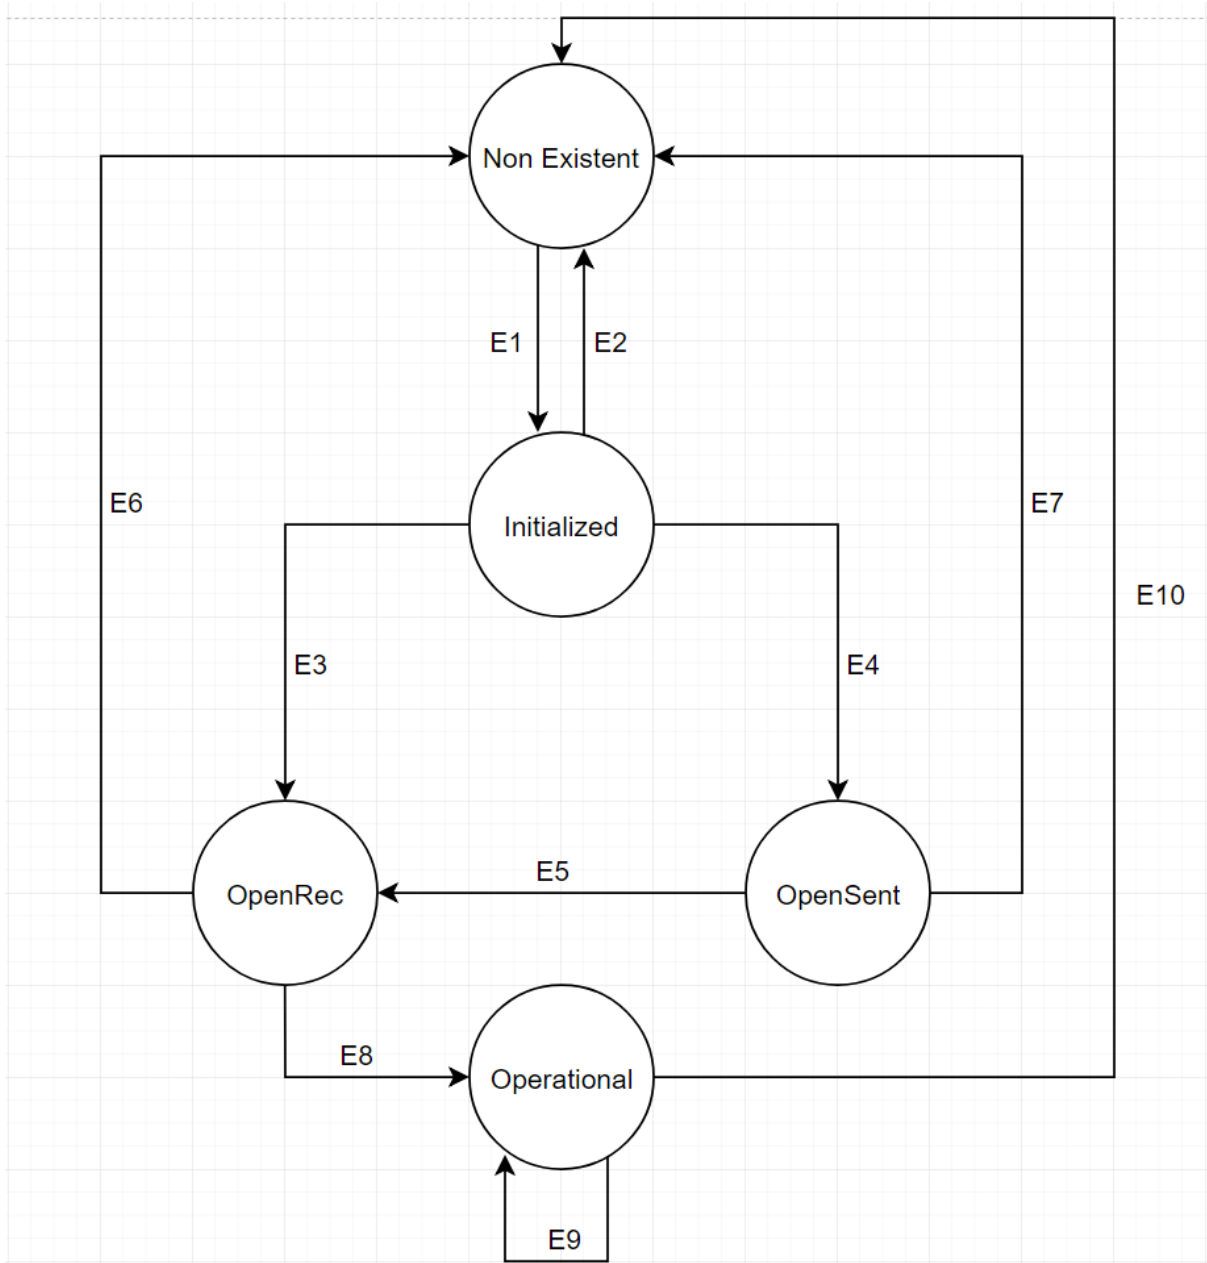 Non Existent
E1
E2
E6
E7
Initialized
E10
E3
E4
E5
OpenRec
OpenSent
E8
Operational
E9